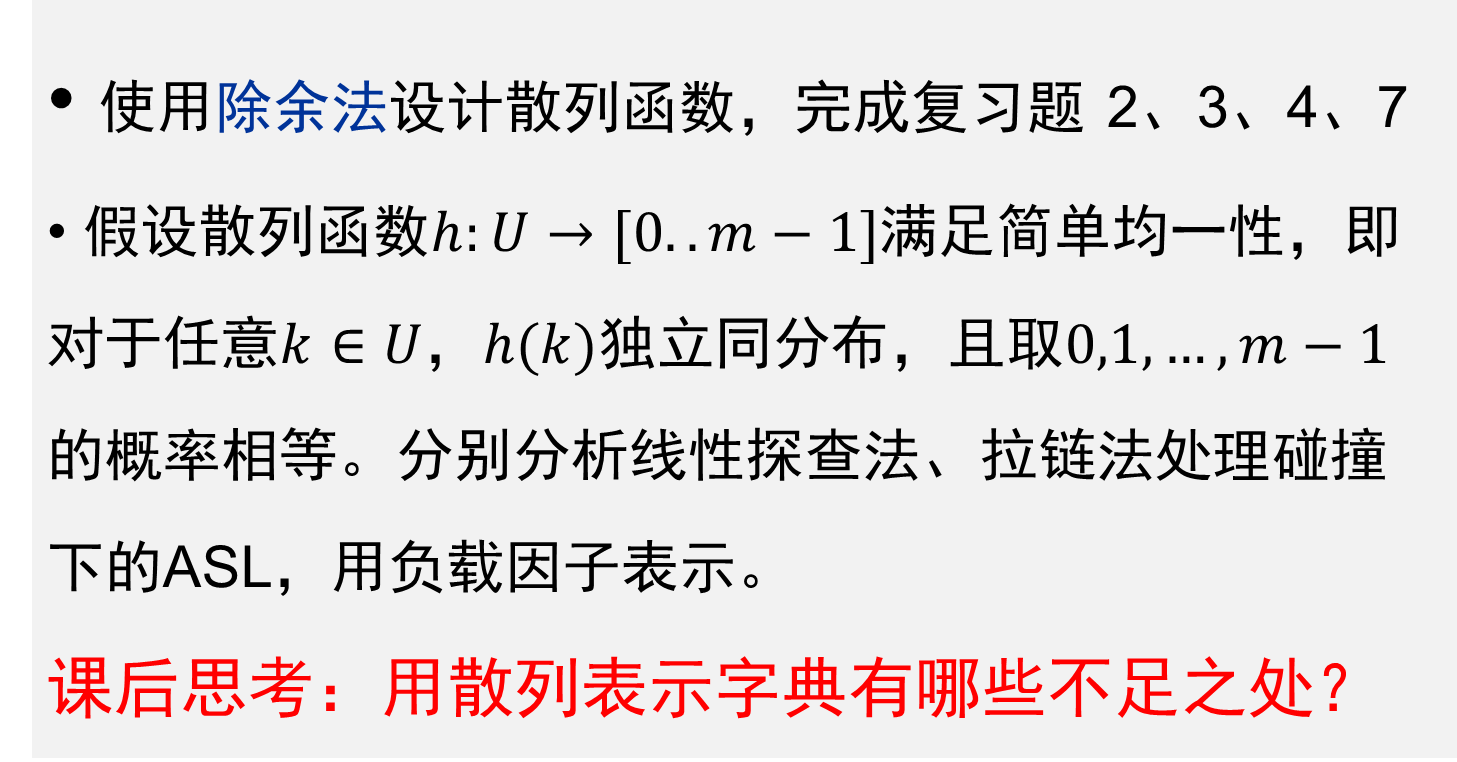 • 使用除余法设计散列函数，完成复习题 2、3、4、7
• 假设散列函数h: U → [0..m − 1]满足简单均一性，即
对于任意k ∈ U，h(k)独立同分布，且取0,1, … , m − 1
的概率相等。分别分析线性探查法、拉链法处理碰撞
下的ASL，用负载因子表示。
课后思考：用散列表示字典有哪些不足之处？